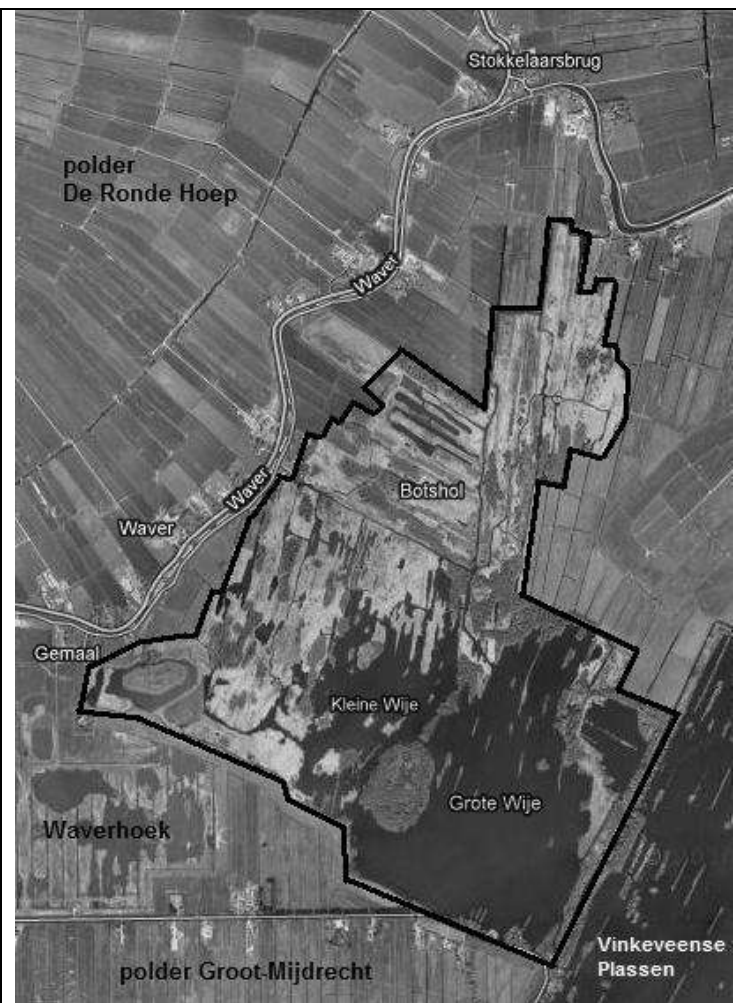 Stokkelaarsbrug
polder
De Ronde Hoep
Waver
Waver
Botshol
Waver
Gemaal
Kleine Wije
Grote Wije
Waverhoek
Vinkeveense
Plassen
polder Groot-Mijdrecht